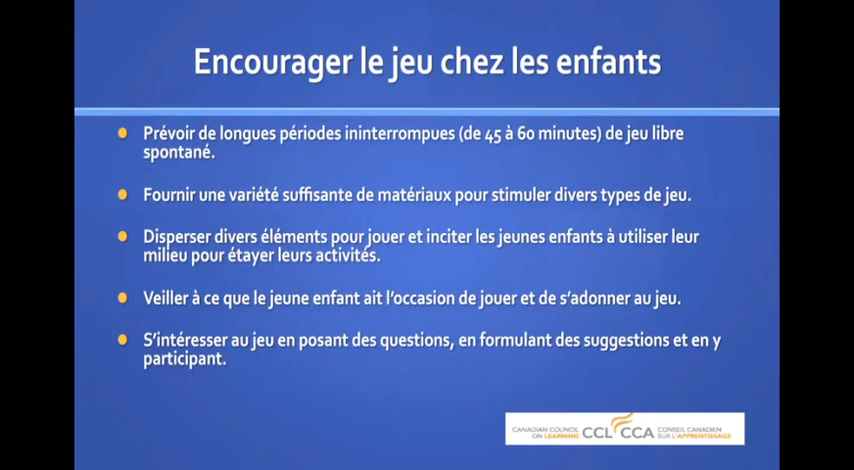 Encourager le jeu chez les enfants
Prévoir de longues périodes ininterrompues (de 45 à 60 minutes) de jeu libre
spontané.
Fournir une variété suffisante de matériaux pour stimuler divers types de jeu.
Disperser divers éléments pour jouer et inciter les jeunes enfants à utiliser leur
milieu pour étayer leurs activités.
Veiller à ce que le jeune enfant ait l'occasion de jouer et de s'adonner au jeu.
S'intéresser au jeu en posant des questions, en formulant des suggestions et en y
participant.
CANADIAN COUNCIL
ON LEARNING
CCL CCA
CONSEIL CANADIEN
SUR L'APPRENTISSAGE